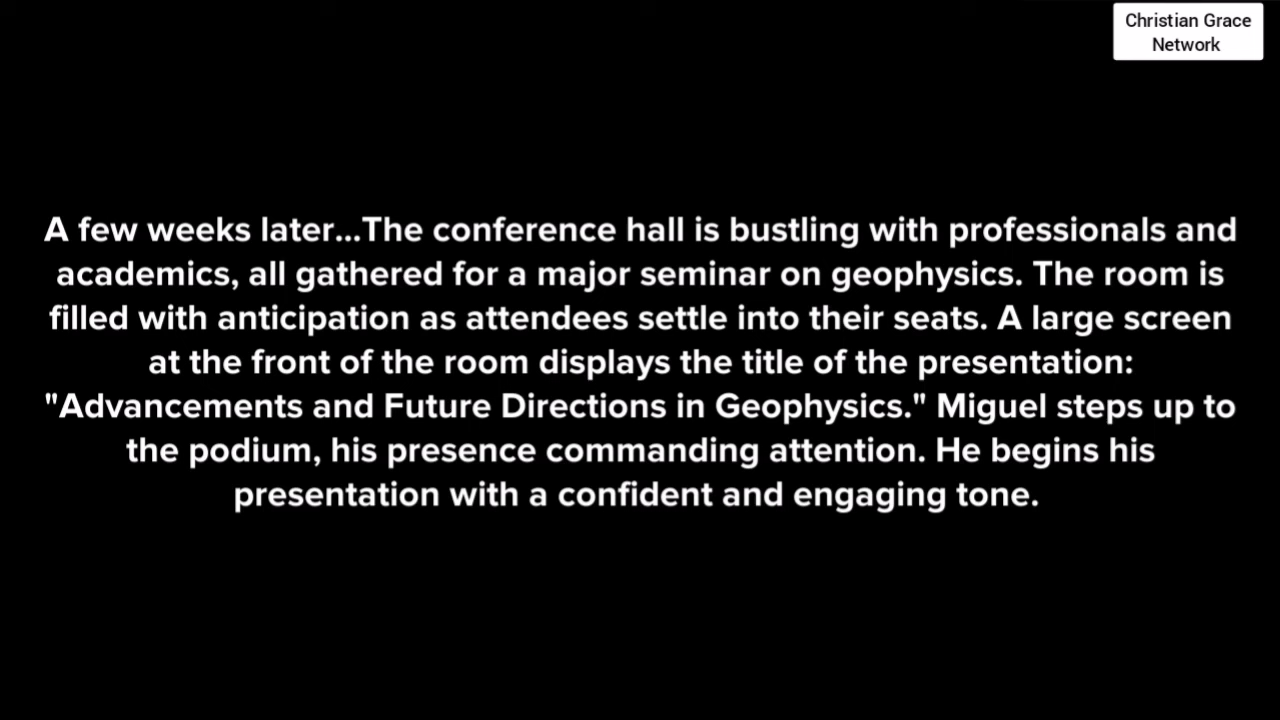 Christian Grace
Network
A few weeks later...The conference hall is bustling with professionals and
academics, all gathered for a major seminar on geophysics. The room is
filled with anticipation as attendees settle into their seats. A large screen
at the front of the room displays the title of the presentation:
"Advancements and Future Directions in Geophysics." Miguel steps up to
the podium, his presence commanding attention. He begins his
presentation with a confident and engaging tone.